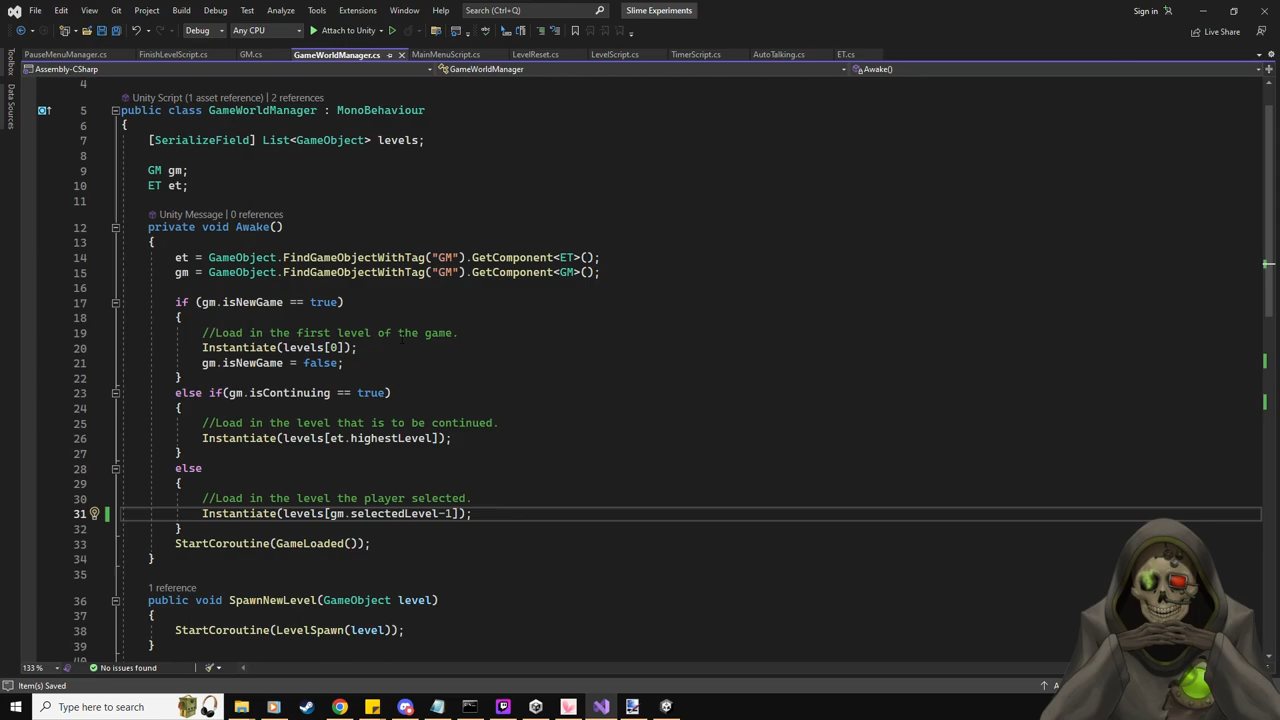 File Edit View Git Project Build Debug Test Analyze Tools Extensions Window Help Search (Ctrl+Q) Slime Experiments Sign in
Debug Any CPU Attach to Unity Live Share
PauseMenuManager.cs FinishLevelScript.cs GM.cs GameWorldManager.cs MainMenuScript.cs LevelReset.cs LevelScript.cs TimerScript.cs AutoTalking.cs ET.cs
Assembly-CSharp GameWorldManager Awake()
Toolbox
Data Sources
4
Unity Script (1 asset reference) | 2 references
5 public class GameWorldManager : MonoBehaviour
6 {
7 [SerializeField] List<GameObject> levels;
8
9 GM gm;
10 ET et;
11
Unity Message | 0 references
12 private void Awake()
13 {
14 et = GameObject.FindGameObjectWithTag("GM").GetComponent<ET>();
15 gm = GameObject.FindGameObjectWithTag("GM").GetComponent<GM>();
16
17 if (gm.isNewGame == true)
18 {
19 //Load in the first level of the game.
20 Instantiate(levels[0]);
21 gm.isNewGame = false;
22 }
23 else if(gm.isContinuing == true)
24 {
25 //Load in the level that is to be continued.
26 Instantiate(levels[et.highestLevel]);
27 }
28 else
29 {
30 //Load in the level the player selected.
31 Instantiate(levels[gm.selectedLevel-1]);
32 }
33 StartCoroutine(GameLoaded());
34 }
35
1 reference
36 public void SpawnNewLevel(GameObject level)
37 {
38 StartCoroutine(LevelSpawn(level));
39 }
133 % No issues found
Item(s) Saved
Type here to search